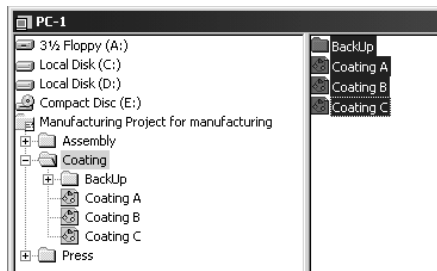 PC-1
3½ Floppy (A:)
Local Disk (C:)
Local Disk (D:)
Compact Disc (E:)
Manufacturing Project for manufacturing
Assembly
Coating
BackUp
Coating A
Coating B
Coating C
Press
BackUp
Coating A
Coating B
Coating C